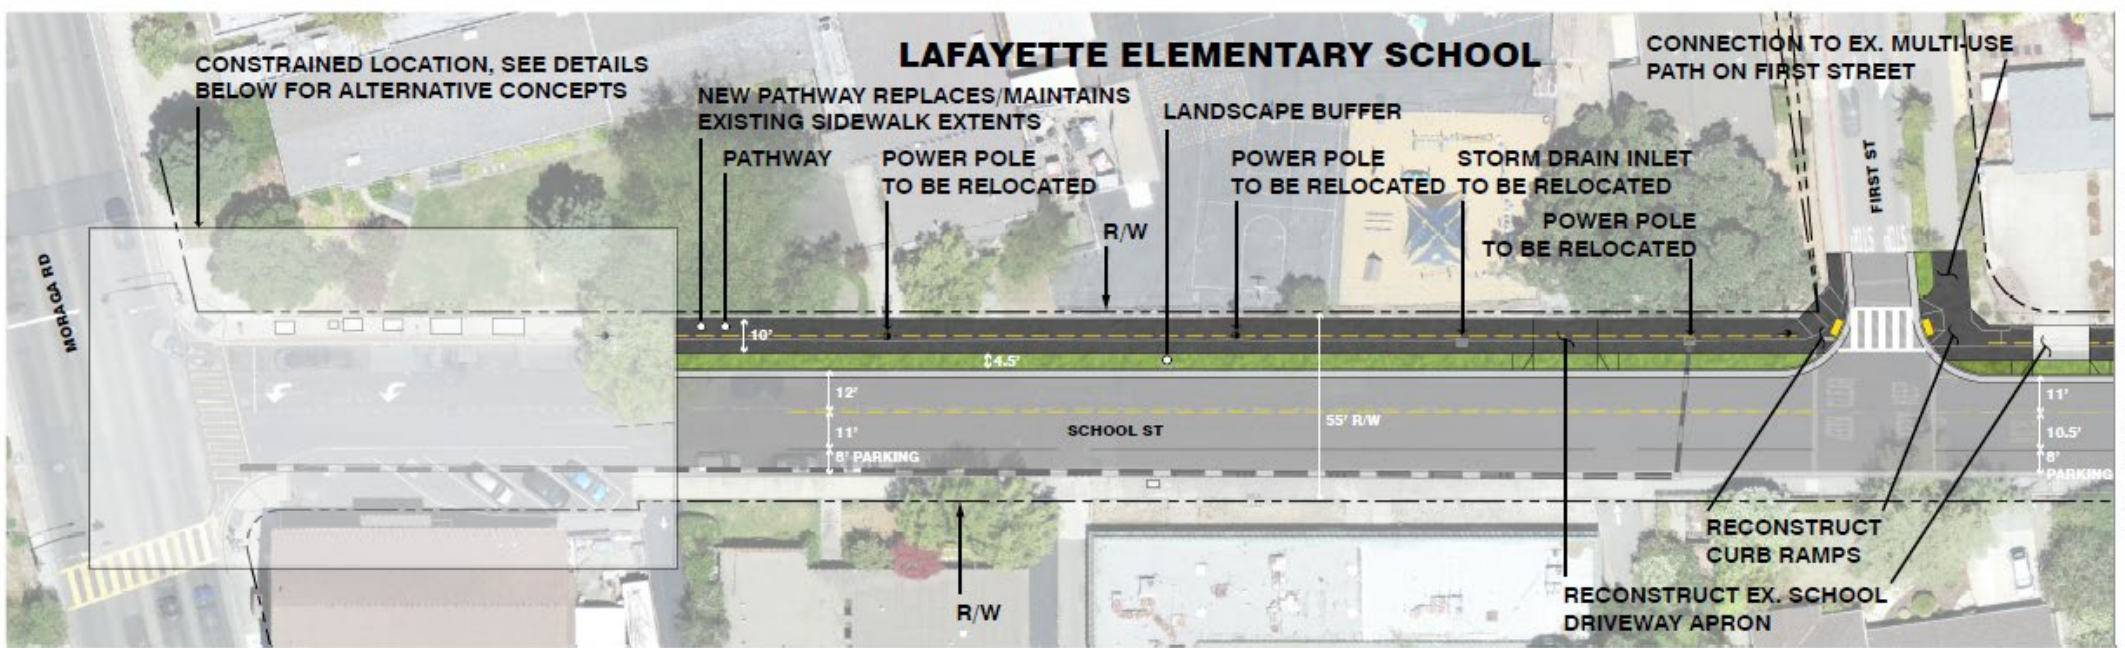 LAFAYETTE ELEMENTARY SCHOOL
CONSTRAINED LOCATION, SEE DETAILS
BELOW FOR ALTERNATIVE CONCEPTS
NEW PATHWAY REPLACES/MAINTAINS
EXISTING SIDEWALK EXTENTS
PATHWAY
POWER POLE
TO BE RELOCATED
R/W
LANDSCAPE BUFFER
POWER POLE
TO BE RELOCATED
STORM DRAIN INLET
TO BE RELOCATED
POWER POLE
TO BE RELOCATED
CONNECTION TO EX. MULTI-USE
PATH ON FIRST STREET
FIRST ST
STOP
STOP
MORAGA RD
10'
4.5'
12'
11'
8' PARKING
SCHOOL ST
55' R/W
11'
10.5'
8'
PARKING
R/W
RECONSTRUCT
CURB RAMPS
RECONSTRUCT EX. SCHOOL
DRIVEWAY APRON